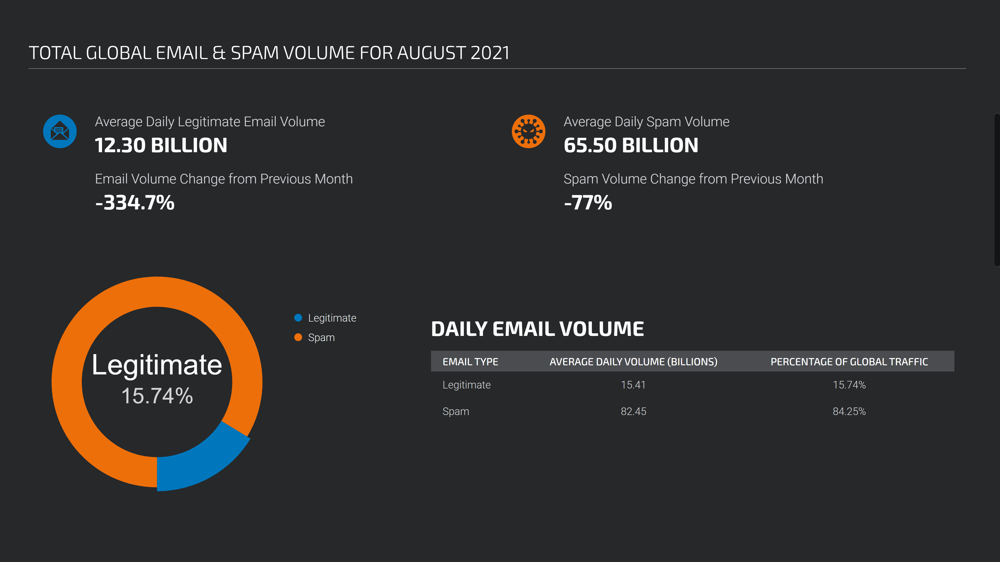 TOTAL GLOBAL EMAIL & SPAM VOLUME FOR AUGUST 2021
Average Daily Legitimate Email Volume
12.30 BILLION
Email Volume Change from Previous Month
-334.7%
Average Daily Spam Volume
65.50 BILLION
Spam Volume Change from Previous Month
-77%
Legitimate
15.74%
Legitimate
Spam
DAILY EMAIL VOLUME
EMAIL TYPE AVERAGE DAILY VOLUME (BILLIONS) PERCENTAGE OF GLOBAL TRAFFIC
Legitimate 15.41 15.74%
Spam 82.45 84.25%